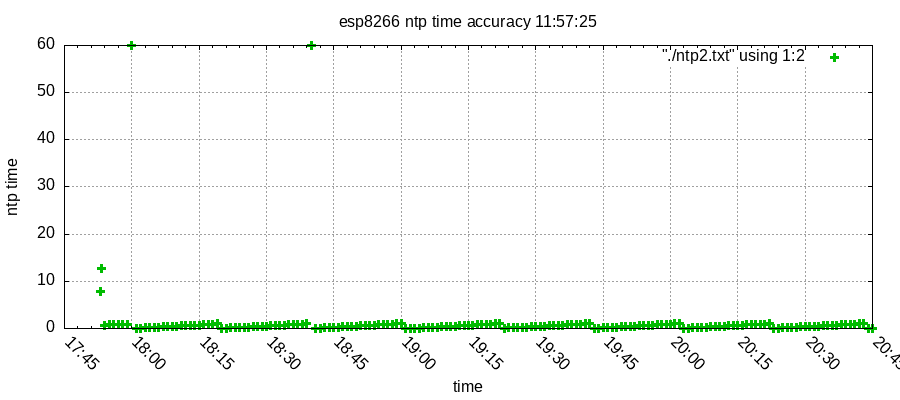 esp8266 ntp time accuracy 11:57:25
"./ntp2.txt" using 1:2
60
50
40
30
20
10
0
ntp time
17:45 18:00 18:15 18:30 18:45 19:00 19:15 19:30 19:45 20:00 20:15 20:30 20:45
time